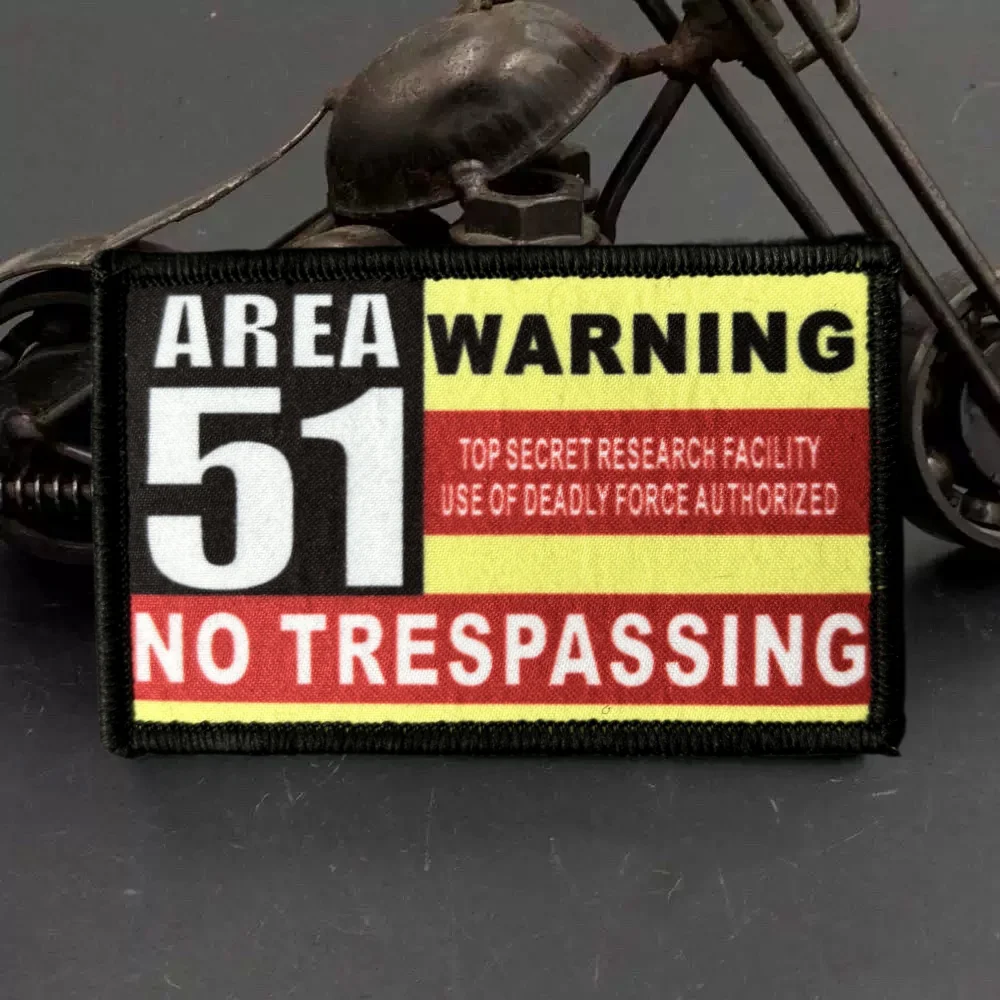 AREA
51
WARNING
TOP SECRET RESEARCH FACILITY
USE OF DEADLY FORCE AUTHORIZED
NO TRESPASSING